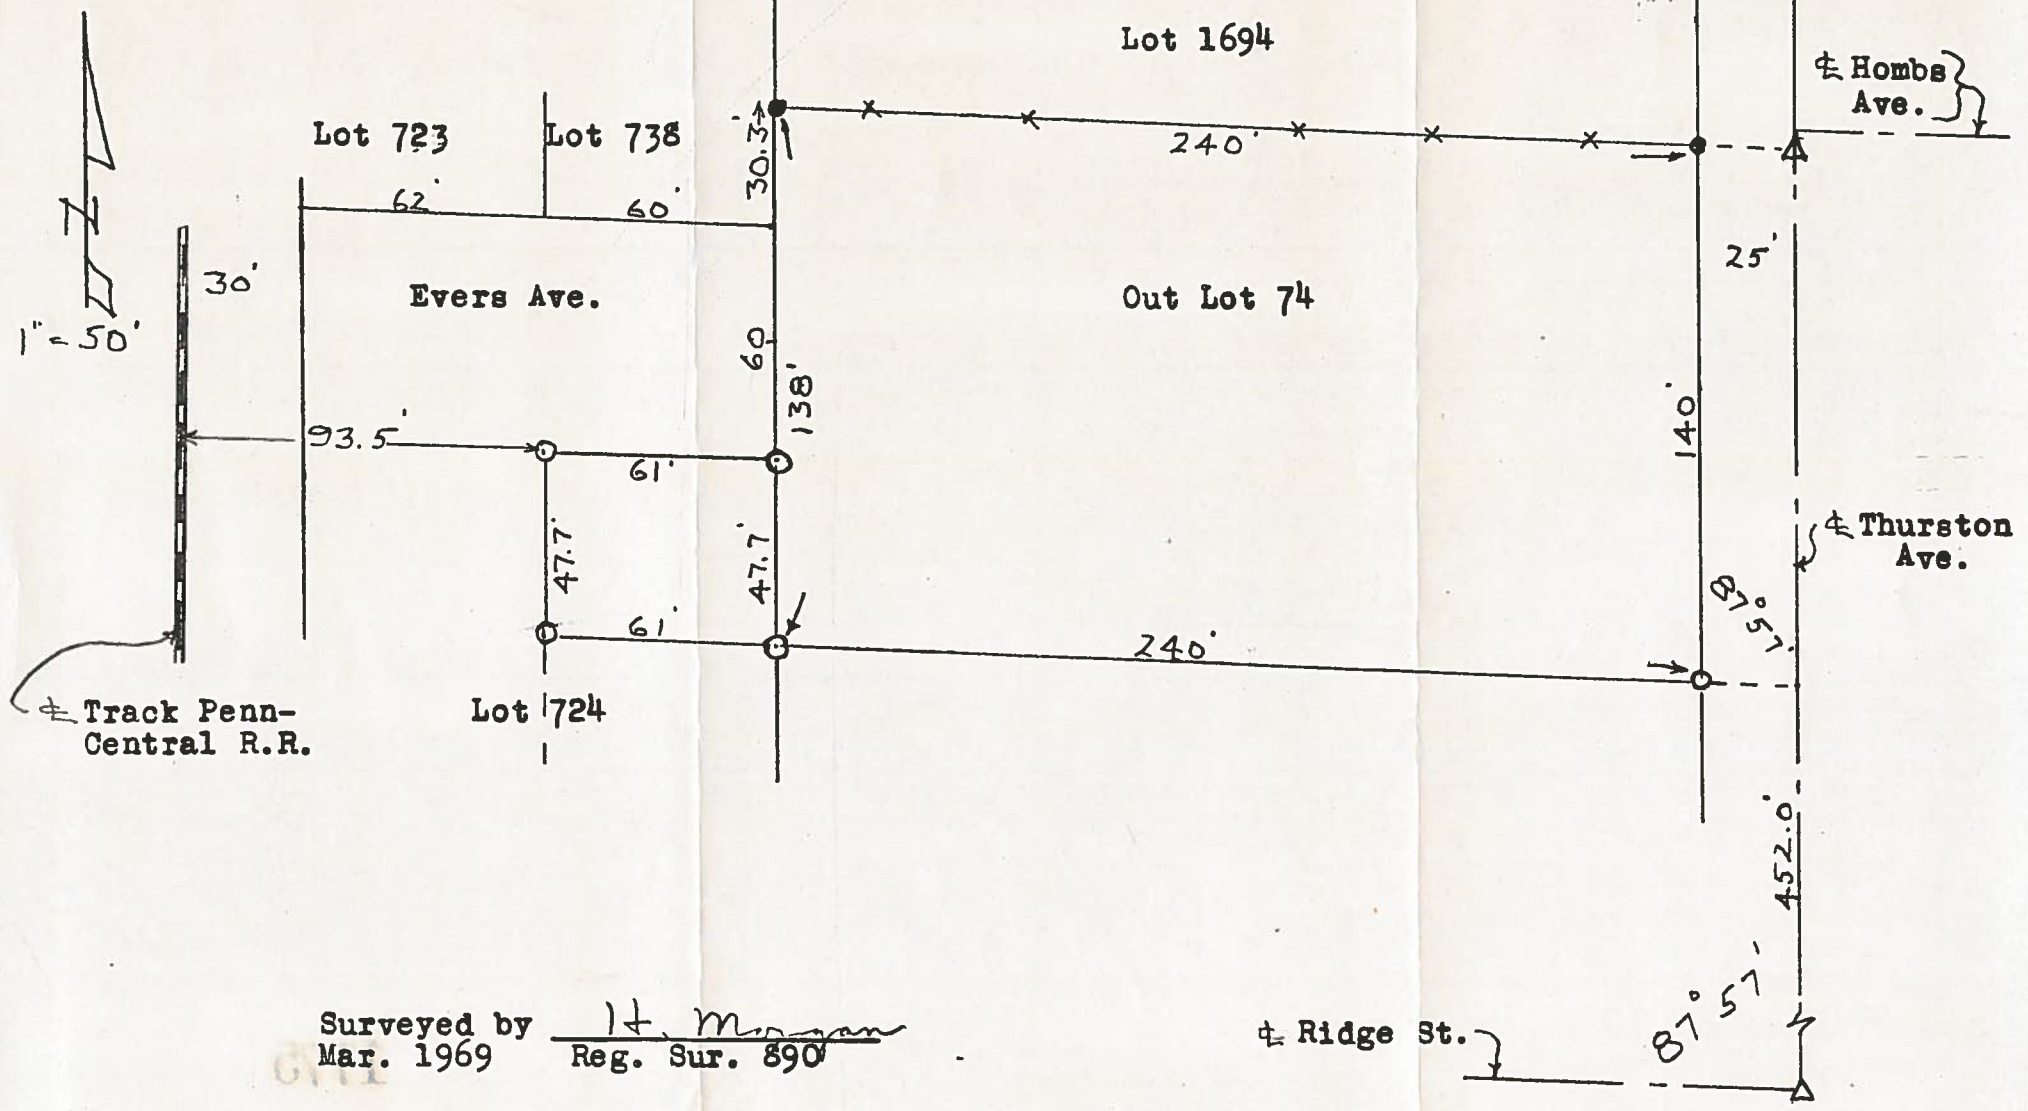 Lot 1694
℄ Hombs
Ave.
Lot 723
Lot 738
30.3'
240'
62'
60'
N
30'
25'
Evers Ave.
Out Lot 74
1" = 50'
60
138'
140'
93.5'
61'
47.7'
47.7'
℄ Thurston
Ave.
87° 57'
61'
240'
℄ Track Penn-
Central R.R.
Lot 724
452.0'
87° 57'
Surveyed by H. Morgan
Mar. 1969 Reg. Sur. 890
℄ Ridge St.